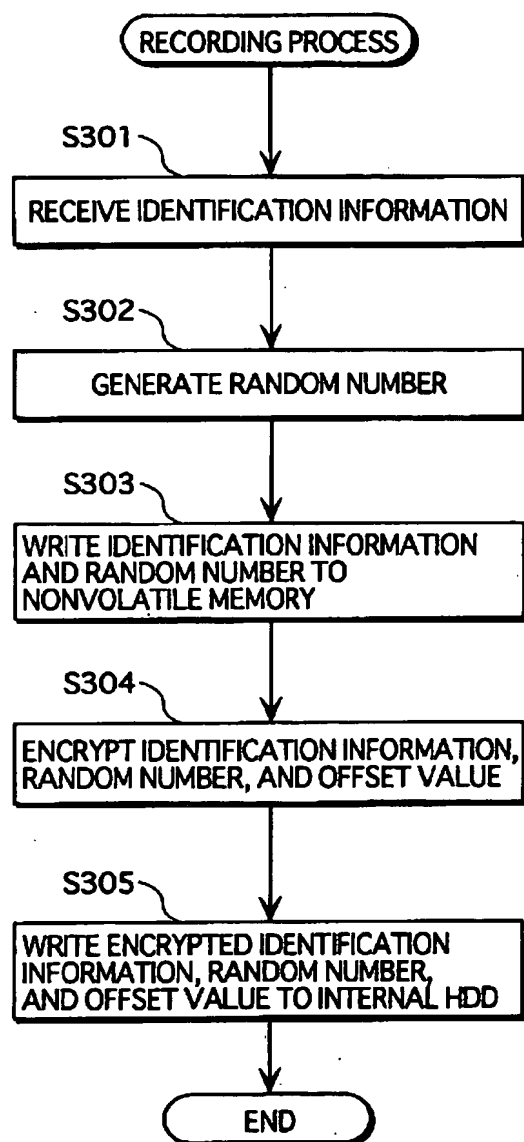 RECORDING PROCESS
S301
RECEIVE IDENTIFICATION INFORMATION
S302
GENERATE RANDOM NUMBER
S303
WRITE IDENTIFICATION INFORMATION
AND RANDOM NUMBER TO
NONVOLATILE MEMORY
S304
ENCRYPT IDENTIFICATION INFORMATION,
RANDOM NUMBER, AND OFFSET VALUE
S305
WRITE ENCRYPTED IDENTIFICATION
INFORMATION, RANDOM NUMBER,
AND OFFSET VALUE TO INTERNAL HDD
END